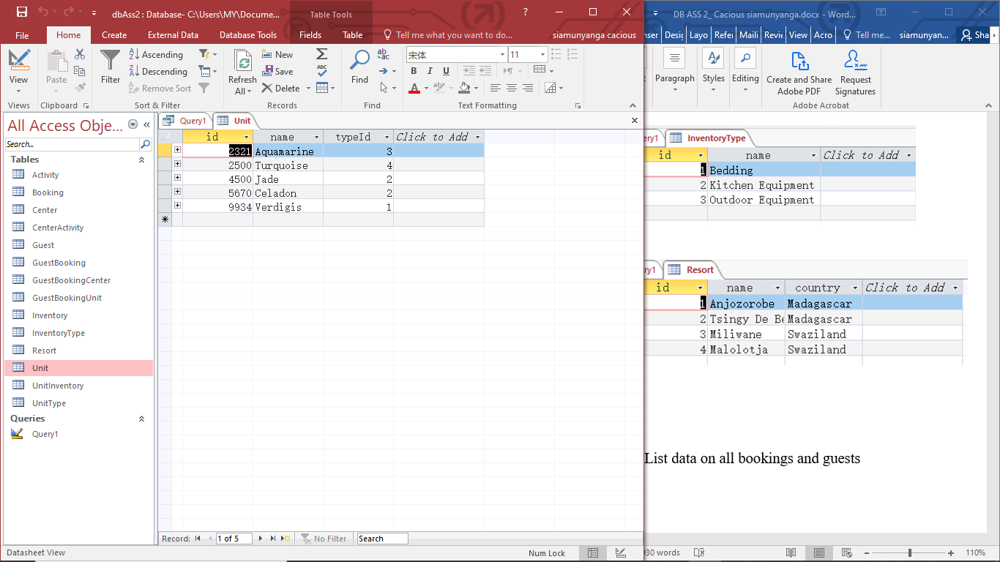 dbAss2 : Database- C:\Users\MY\Docume...
Table Tools
?
File
Home
Create
External Data
Database Tools
Fields
Table
Tell me what you want to do...
siamunyanga cacious
View
Paste
Filter
Ascending
Descending
Remove Sort
Refresh
All
New
Save
Delete
Find
宋体
11
B I U
A
Views
Clipboard
Sort & Filter
Records
Find
Text Formatting
All Access Obje...
Search...
Tables
Activity
Booking
Center
CenterActivity
Guest
GuestBooking
GuestBookingCenter
GuestBookingUnit
Inventory
InventoryType
Resort
Unit
UnitInventory
UnitType
Queries
Query1
Query1
Unit
id name typeId Click to Add
2321 Aquamarine 3
2500 Turquoise 4
4500 Jade 2
5670 Celadon 2
9934 Verdigis 1
Record: 1 of 5 No Filter Search
Datasheet View
Num Lock
DB ASS 2_ Cacious siamunyanga.docx - Word...
nser Desig Layo Refer Maili Revie View Acro Tell me... siamunyan... Sha
Paragraph
Styles
Editing
Create and Share
Adobe PDF
Request
Signatures
Adobe Acrobat
ery1 InventoryType
id name Click to Add
1 Bedding
2 Kitchen Equipment
3 Outdoor Equipment
ry1 Resort
id name country Click to Add
1 Anjozorobe Madagascar
2 Tsingy De Be Madagascar
3 Miliwane Swaziland
4 Malolotja Swaziland
List data on all bookings and guests
930 words
110%